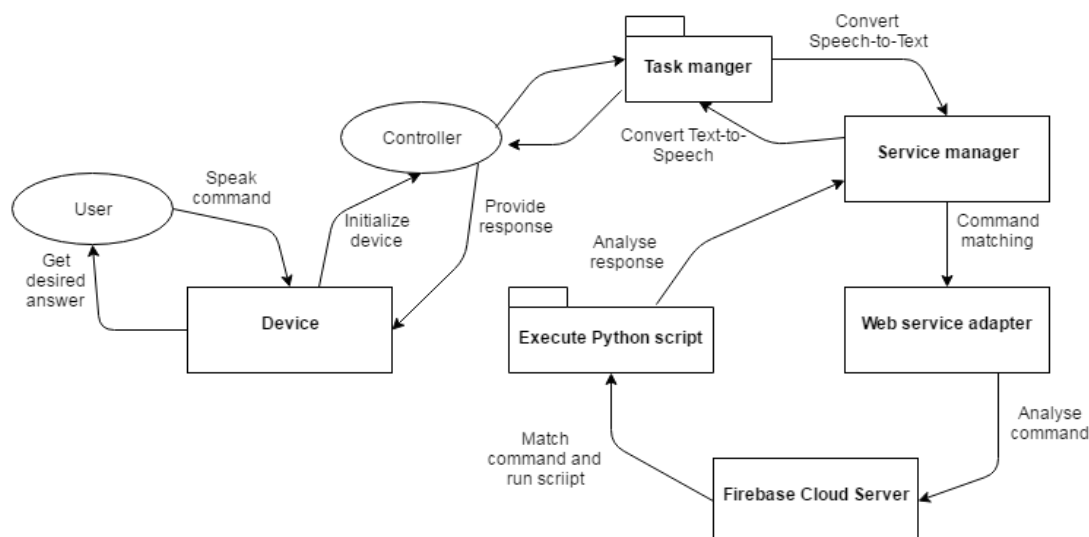 Convert
Speech-to-Text
Task manger
Controller
Convert Text-to-
Speech
Service manager
User
Speak
command
Initialize
device
Provide
response
Analyse
response
Command
matching
Get
desired
answer
Device
Execute Python script
Web service adapter
Match
command and
run scriipt
Analyse
command
Firebase Cloud Server